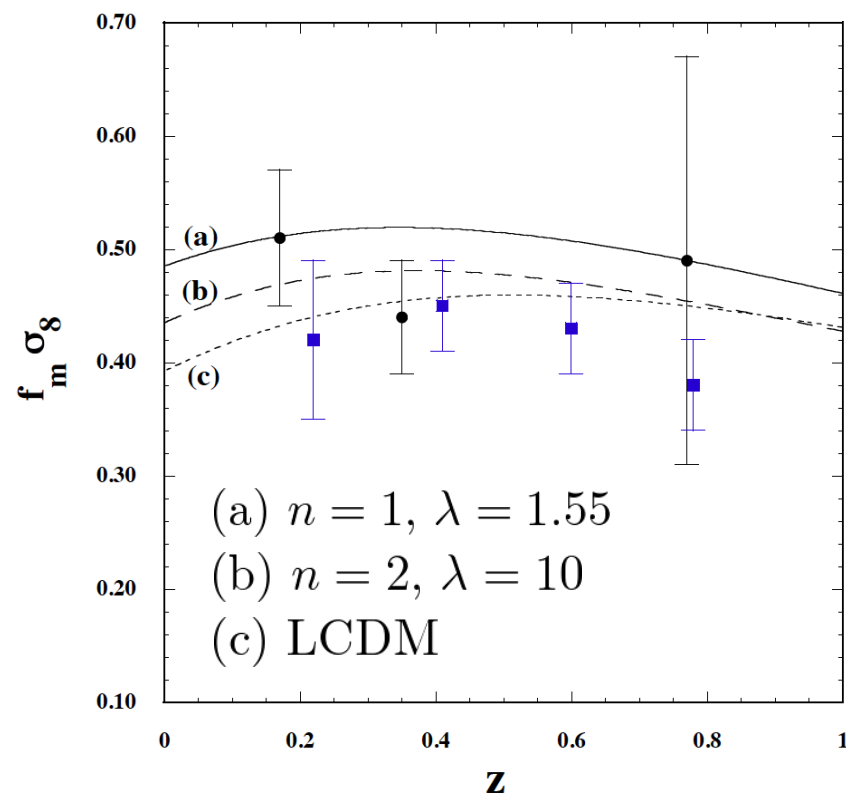 0.70
0.60
0.50
0.40
0.30
0.20
0.10
f_m σ_8
(a)
(b)
(c)
(a) n = 1, λ = 1.55
(b) n = 2, λ = 10
(c) LCDM
0 0.2 0.4 0.6 0.8 1
z